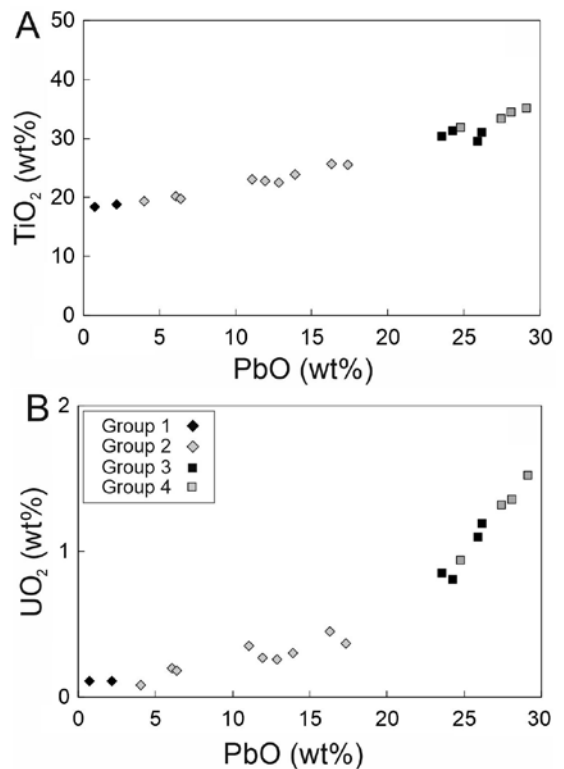 A
50
40
30
20
10
0
TiO₂ (wt%)
0 5 10 15 20 25 30
PbO (wt%)
B
2
1
0
UO₂ (wt%)
Group 1
Group 2
Group 3
Group 4
0 5 10 15 20 25 30
PbO (wt%)